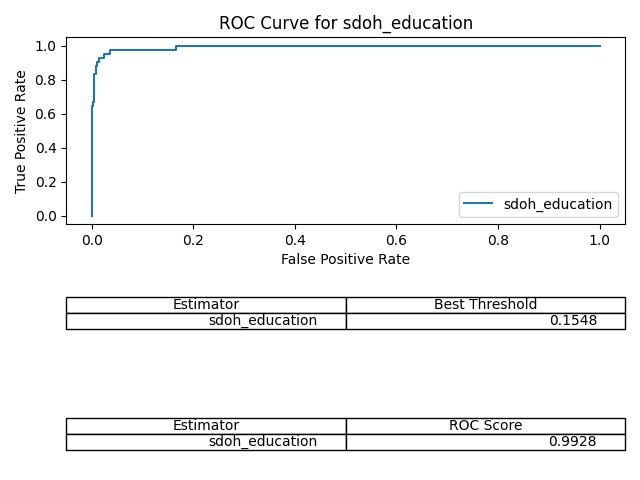 ROC Curve for sdoh_education
1.0
0.8
0.6
0.4
0.2
0.0
True Positive Rate
sdoh_education
0.0 0.2 0.4 0.6 0.8 1.0
False Positive Rate
Estimator Best Threshold
sdoh_education 0.1548
Estimator ROC Score
sdoh_education 0.9928